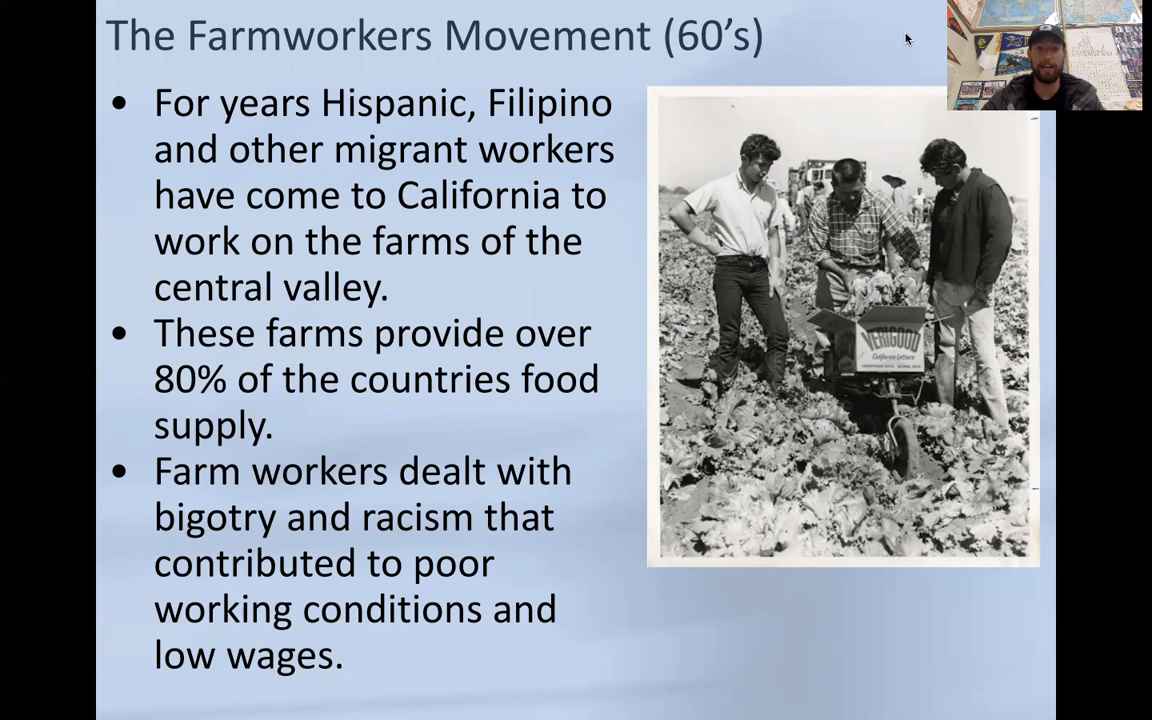 The Farmworkers Movement (60’s)
• For years Hispanic, Filipino
and other migrant workers
have come to California to
work on the farms of the
central valley.
• These farms provide over
80% of the countries food
supply.
• Farm workers dealt with
bigotry and racism that
contributed to poor
working conditions and
low wages.
VERIGOOD
California Lettuce